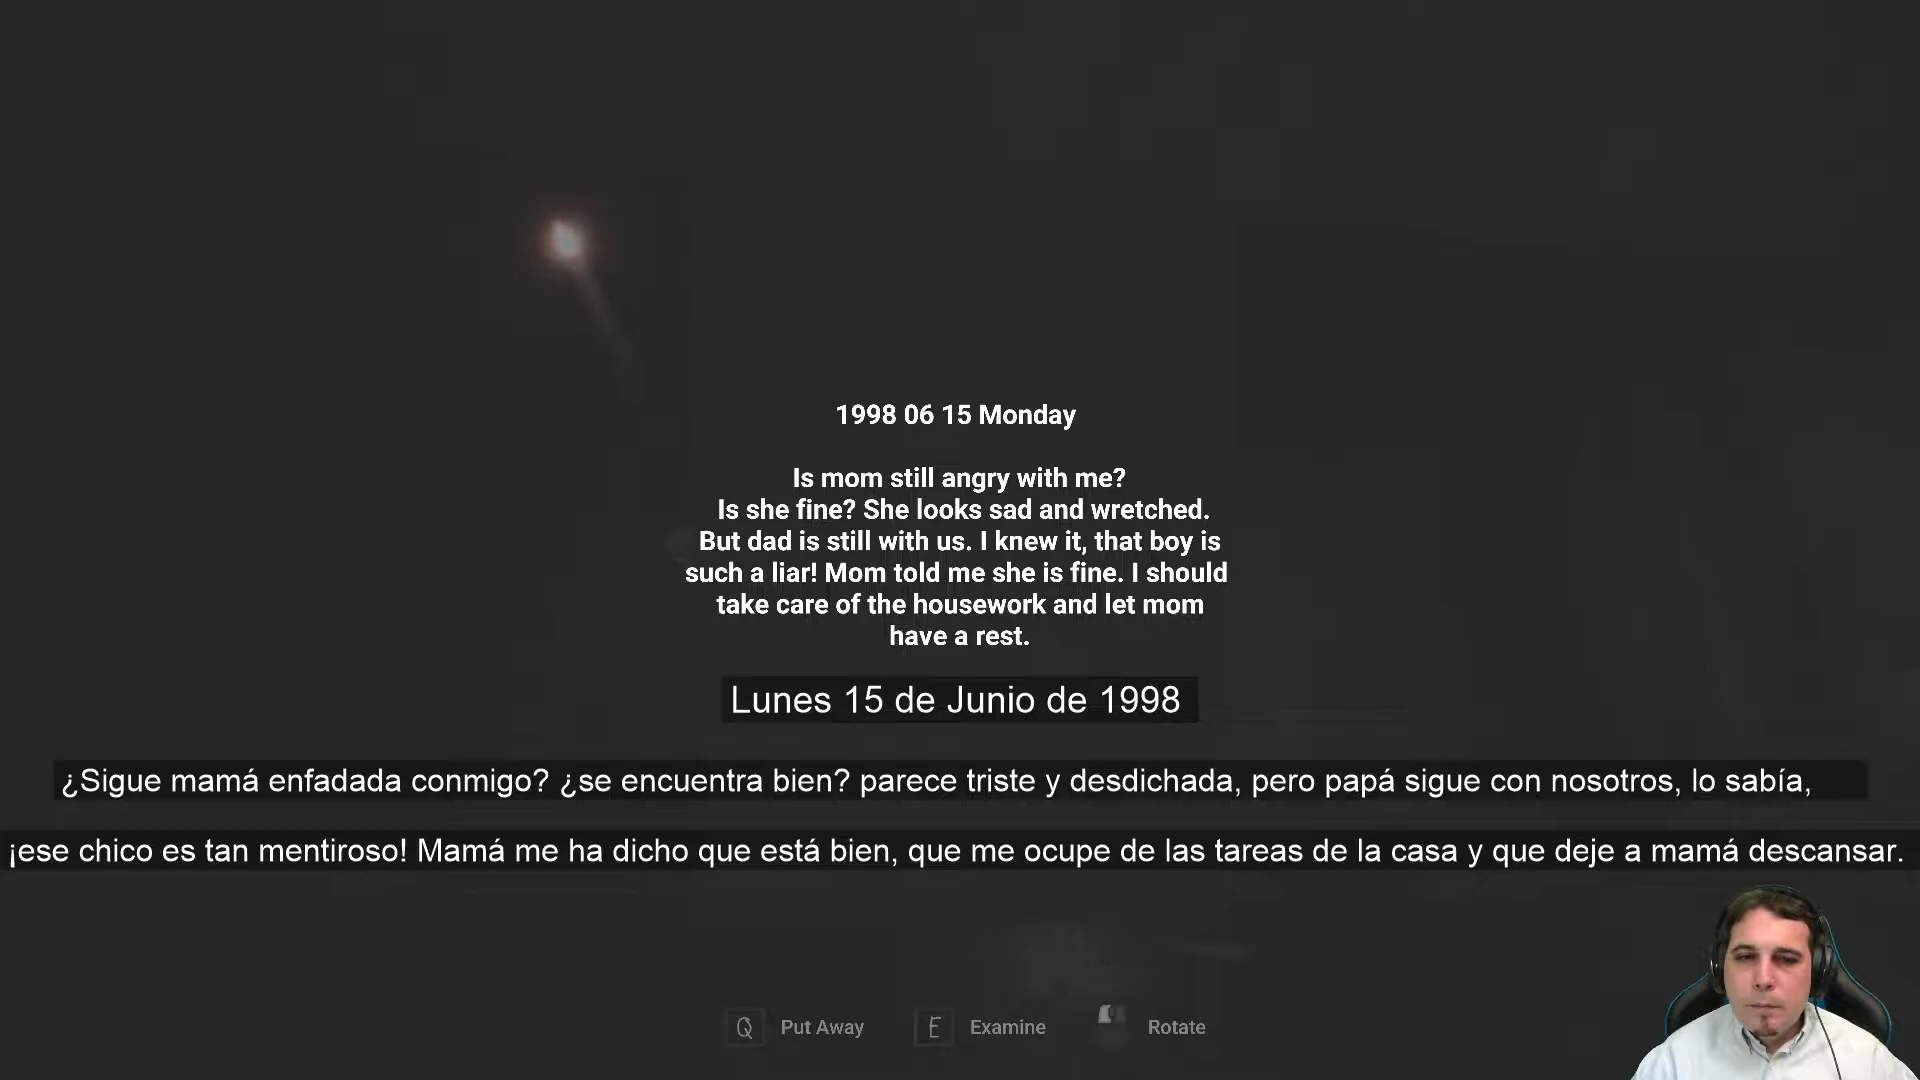 1998 06 15 Monday
Is mom still angry with me?
Is she fine? She looks sad and wretched.
But dad is still with us. I knew it, that boy is
such a liar! Mom told me she is fine. I should
take care of the housework and let mom
have a rest.
Lunes 15 de Junio de 1998
¿Sigue mamá enfadada conmigo? ¿se encuentra bien? parece triste y desdichada, pero papá sigue con nosotros, lo sabía,
¡ese chico es tan mentiroso! Mamá me ha dicho que está bien, que me ocupe de las tareas de la casa y que deje a mamá descansar.
Q Put Away E Examine Rotate